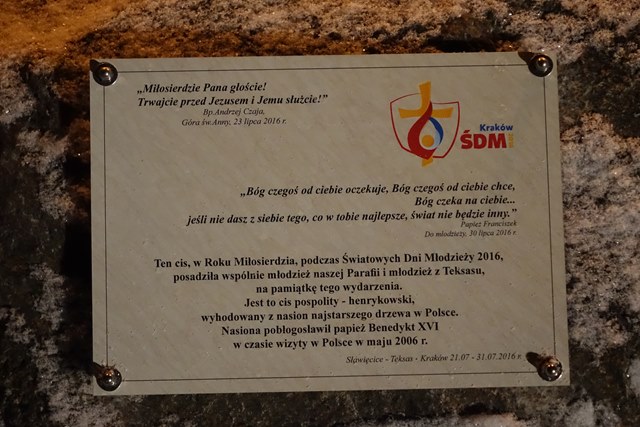 „Miłosierdzie Pana głoście!
Trwajcie przed Jezusem i Jemu służcie!”
Bp.Andrzej Czaja,
Góra św.Anny, 23 lipca 2016 r.
Kraków
ŚDM
„Bóg czegoś od ciebie oczekuje, Bóg czegoś od ciebie chce,
Bóg czeka na ciebie...
jeśli nie dasz z siebie tego, co w tobie najlepsze, świat nie będzie inny.”
Papież Franciszek
Do młodzieży, 30 lipca 2016 r
Ten cis, w Roku Miłosierdzia, podczas Światowych Dni Młodzieży 2016,
posadziła wspólnie młodzież naszej Parafii i młodzież z Teksasu,
na pamiątkę tego wydarzenia.
Jest to cis pospolity - henrykowski,
wyhodowany z nasion najstarszego drzewa w Polsce.
Nasiona pobłogosławił papież Benedykt XVI
w czasie wizyty w Polsce w maju 2006 r.
Sławięcice - Teksas - Kraków 21.07 - 31.07.2016 r.